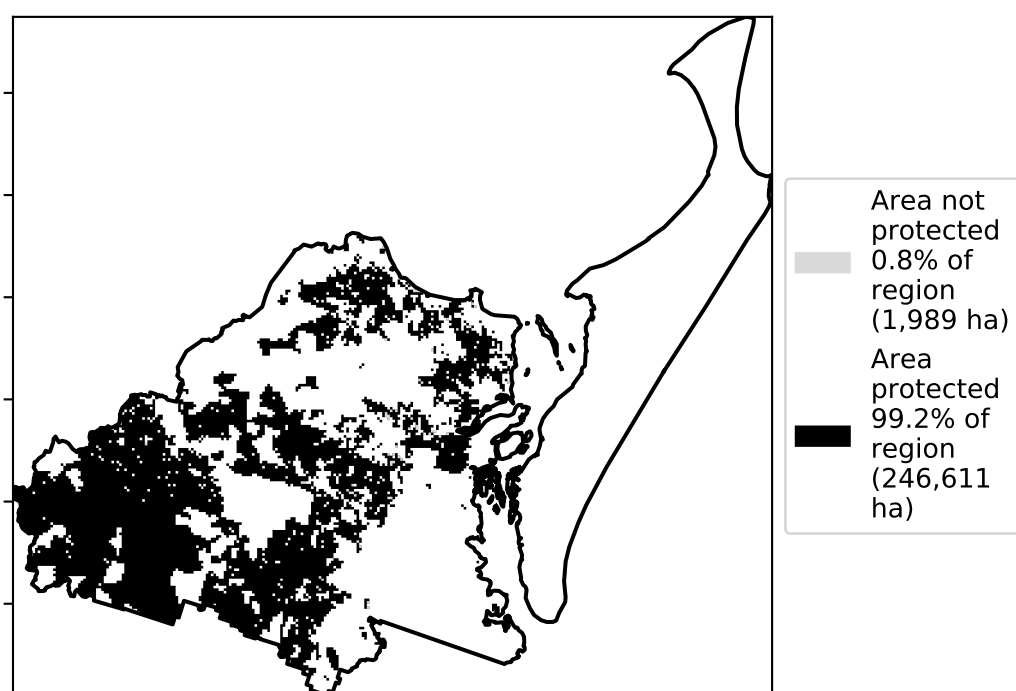 Area not
protected
0.8% of
region
(1,989 ha)
Area
protected
99.2% of
region
(246,611
ha)